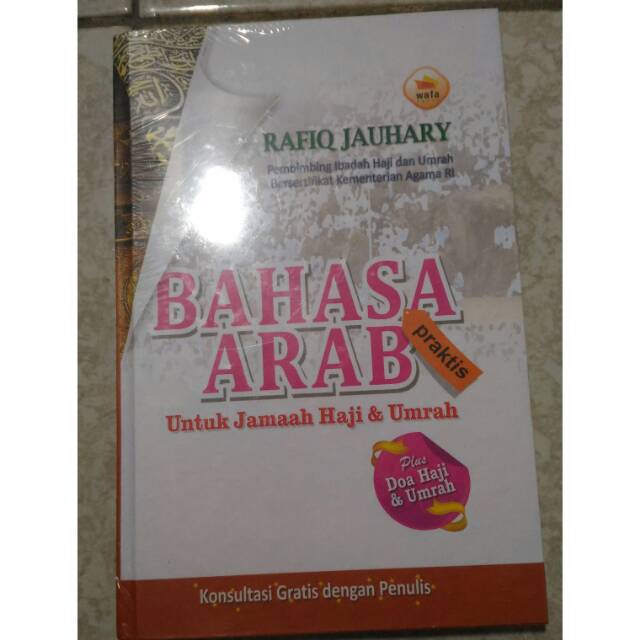 wafa
RAFIQ JAUHARY
Pembimbing Ibadah Haji dan Umrah
Bersertifikat Kementerian Agama RI
BAHASA
ARAB
praktis
Untuk Jamaah Haji & Umrah
Plus
Doa Haji
& Umrah
Konsultasi Gratis dengan Penulis